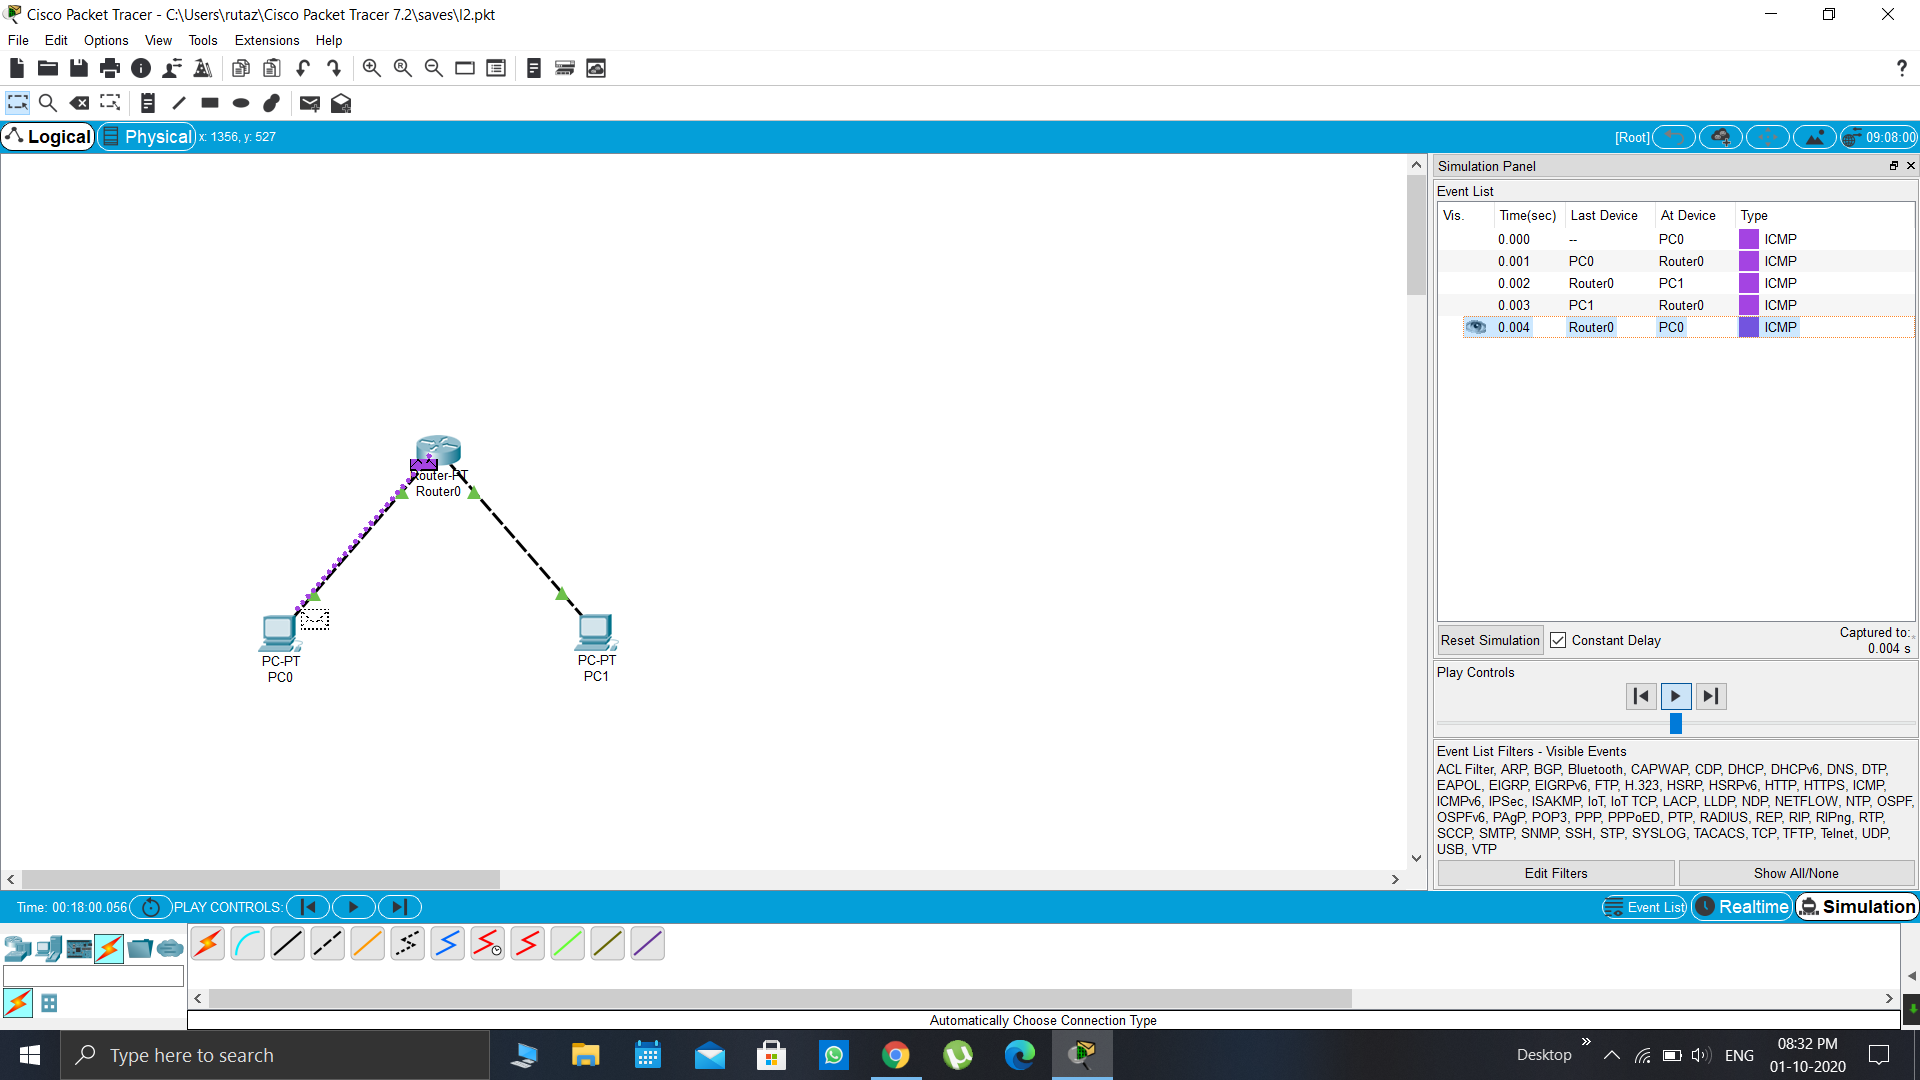 Cisco Packet Tracer - C:\Users\rutaz\Cisco Packet Tracer 7.2\saves\l2.pkt
File Edit Options View Tools Extensions Help
?
Logical Physical x: 1356, y: 527
[Root] 09:08:00
Simulation Panel
Event List
Vis. Time(sec) Last Device At Device Type
0.000 -- PC0 ICMP
0.001 PC0 Router0 ICMP
0.002 Router0 PC1 ICMP
0.003 PC1 Router0 ICMP
0.004 Router0 PC0 ICMP
Router-PT
Router0
PC-PT
PC0
PC-PT
PC1
Reset Simulation Constant Delay
Captured to:
0.004 s
Play Controls
Event List Filters - Visible Events
ACL Filter, ARP, BGP, Bluetooth, CAPWAP, CDP, DHCP, DHCPv6, DNS, DTP,
EAPOL, EIGRP, EIGRPv6, FTP, H.323, HSRP, HSRPv6, HTTP, HTTPS, ICMP,
ICMPv6, IPSec, ISAKMP, IoT, IoT TCP, LACP, LLDP, NDP, NETFLOW, NTP, OSPF,
OSPFv6, PAgP, POP3, PPP, PPPoED, PTP, RADIUS, REP, RIP, RIPng, RTP,
SCCP, SMTP, SNMP, SSH, STP, SYSLOG, TACACS, TCP, TFTP, Telnet, UDP,
USB, VTP
Edit Filters Show All/None
Time: 00:18:00.056 PLAY CONTROLS:
Event List Realtime Simulation
Automatically Choose Connection Type
Type here to search
Desktop ENG
08:32 PM
01-10-2020